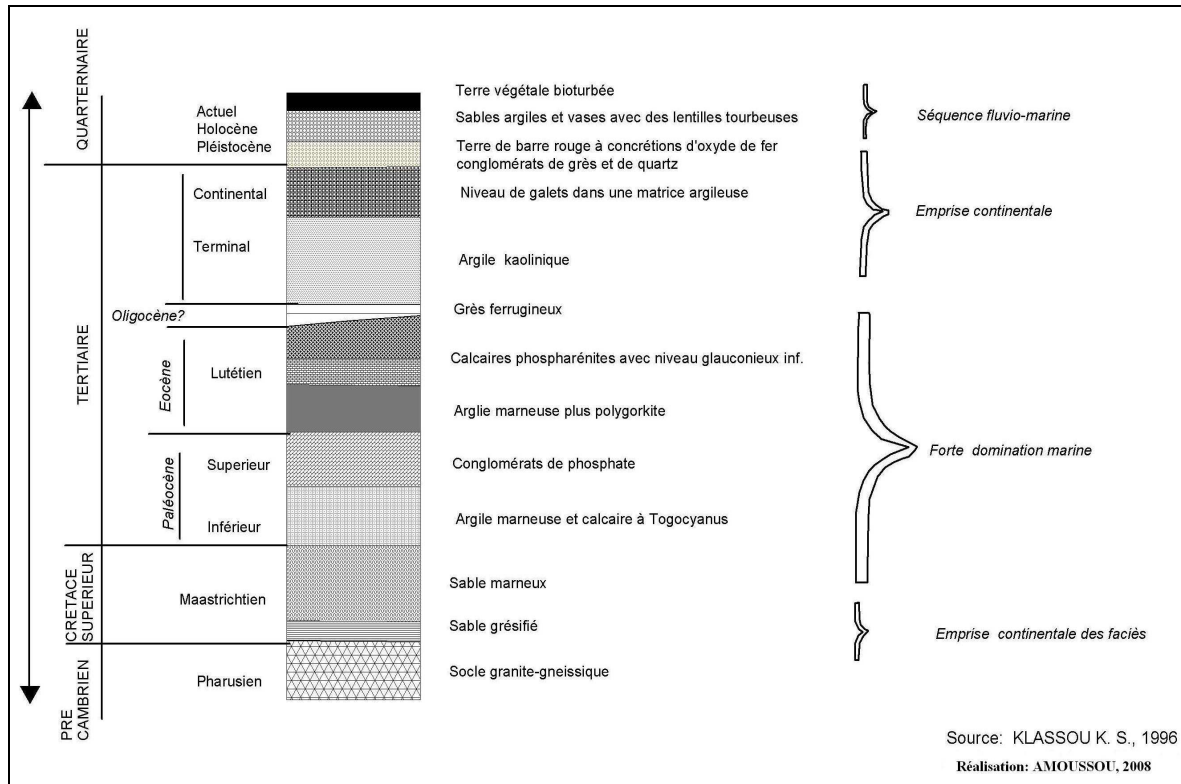 QUARTERNAIRE
Actuel
Holocène
Pléistocène
Terre végétale bioturbée
Sables argiles et vases avec des lentilles tourbeuses
Terre de barre rouge à concrétions d'oxyde de fer
conglomérats de grès et de quartz
Séquence fluvio-marine
TERTIAIRE
Continental
Terminal
Niveau de galets dans une matrice argileuse
Argile kaolinique
Emprise continentale
Oligocène?
Grès ferrugineux
Eocène
Lutétien
Calcaires phospharénites avec niveau glauconieux inf.
Arglie marneuse plus polygorkite
Paléocène
Superieur
Conglomérats de phosphate
Forte domination marine
Inférieur
Argile marneuse et calcaire à Togocyanus
CRETACE
SUPERIEUR
Maastrichtien
Sable marneux
Sable grésifié
Emprise continentale des faciès
PRE
CAMBRIEN
Pharusien
Socle granite-gneissique
Source: KLASSOU K. S., 1996
Réalisation: AMOUSSOU, 2008